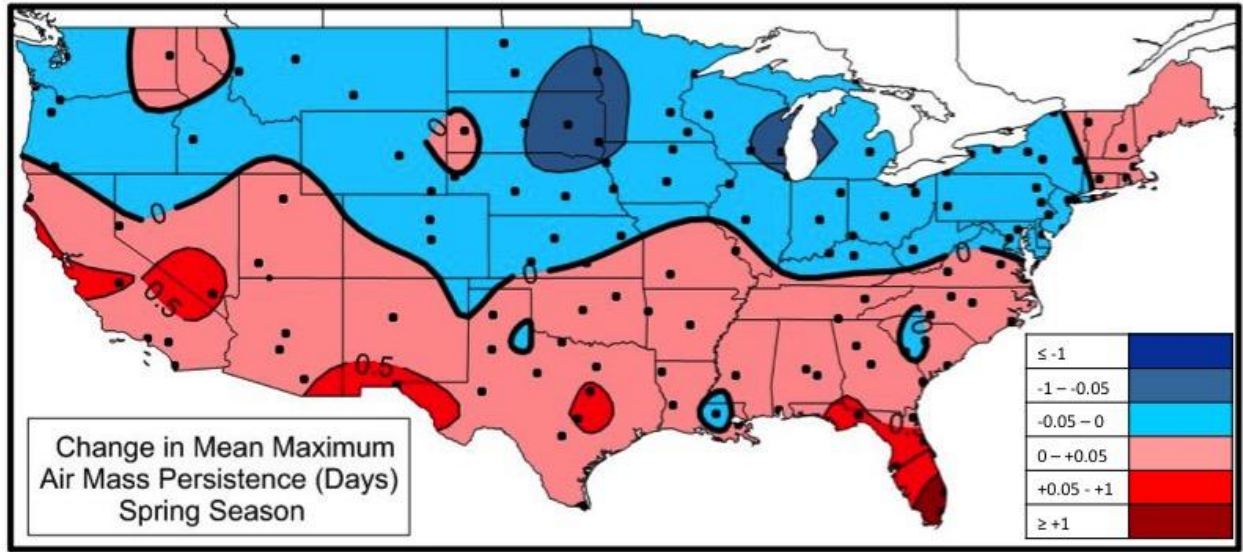 0
0
0
0
0.5
0
0.5
0.
≤ -1
-1 – -0.05
-0.05 – 0
0 – +0.05
+0.05 - +1
≥ +1
Change in Mean Maximum
Air Mass Persistence (Days)
Spring Season